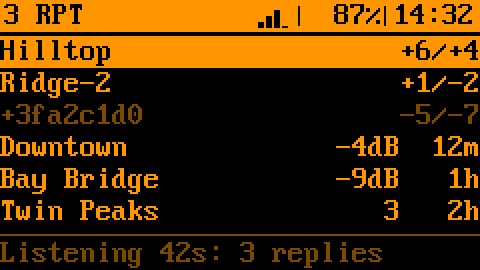 3 RPT 87% 14:32
Hilltop +6/+4
Ridge-2 +1/-2
+3fa2c1d0 -5/-7
Downtown -4dB 12m
Bay Bridge -9dB 1h
Twin Peaks 3 2h
Listening 42s: 3 replies